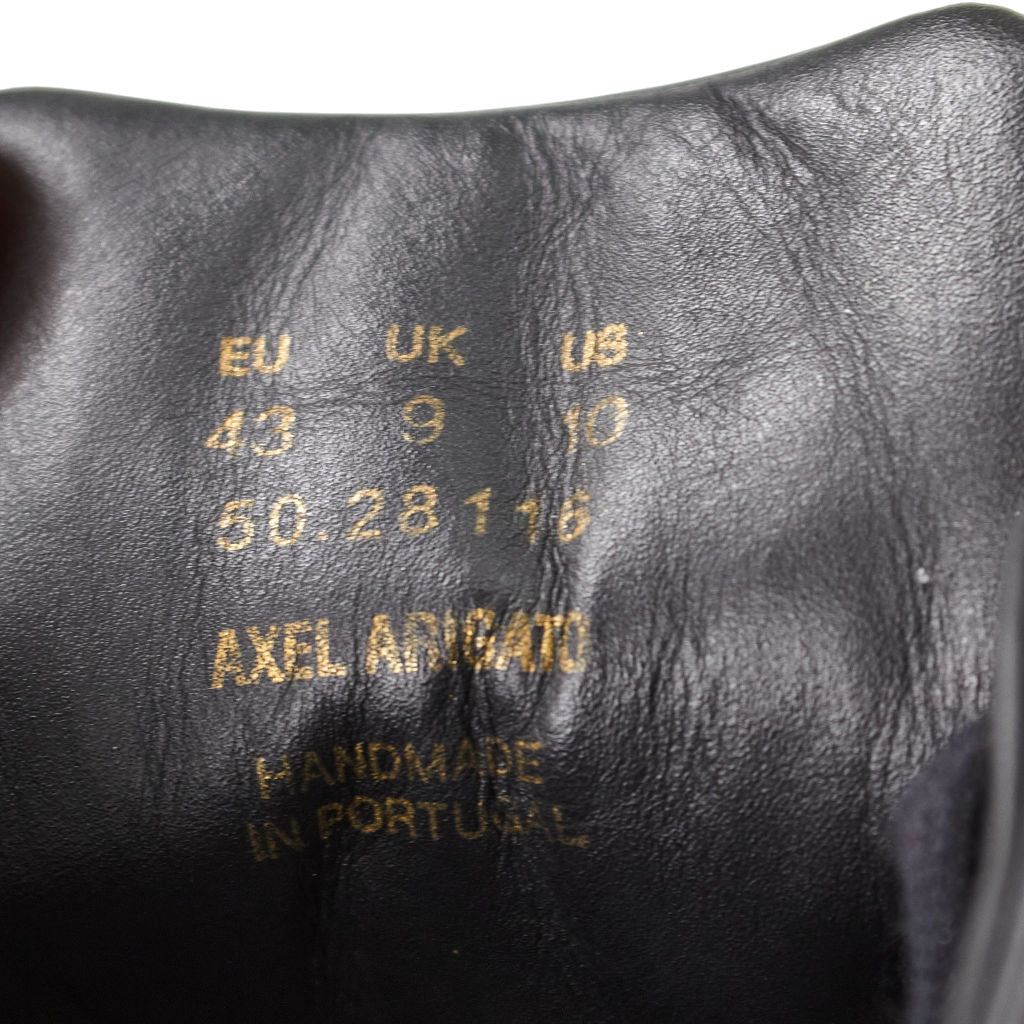 EU UK US
43 9 10
50.28116
AXEL ARIGATO
HANDMADE
IN PORTUGAL